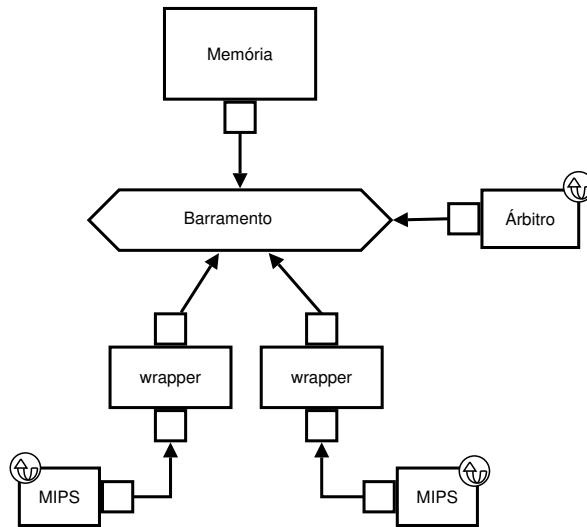 Memória
Barramento
Árbitro
wrapper
wrapper
MIPS
MIPS